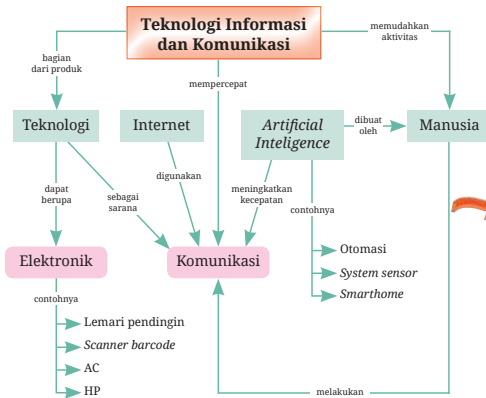 Teknologi Informasi
dan Komunikasi
memudahkan
aktivitas
bagian
dari produk
mempercepat
Teknologi
Internet
Artificial
Inteligence
dibuat
oleh
Manusia
dapat
berupa
sebagai
sarana
digunakan
meningkatkan
kecepatan
contohnya
Elektronik
Komunikasi
Otomasi
System sensor
Smarthome
contohnya
Lemari pendingin
Scanner barcode
AC
HP
melakukan